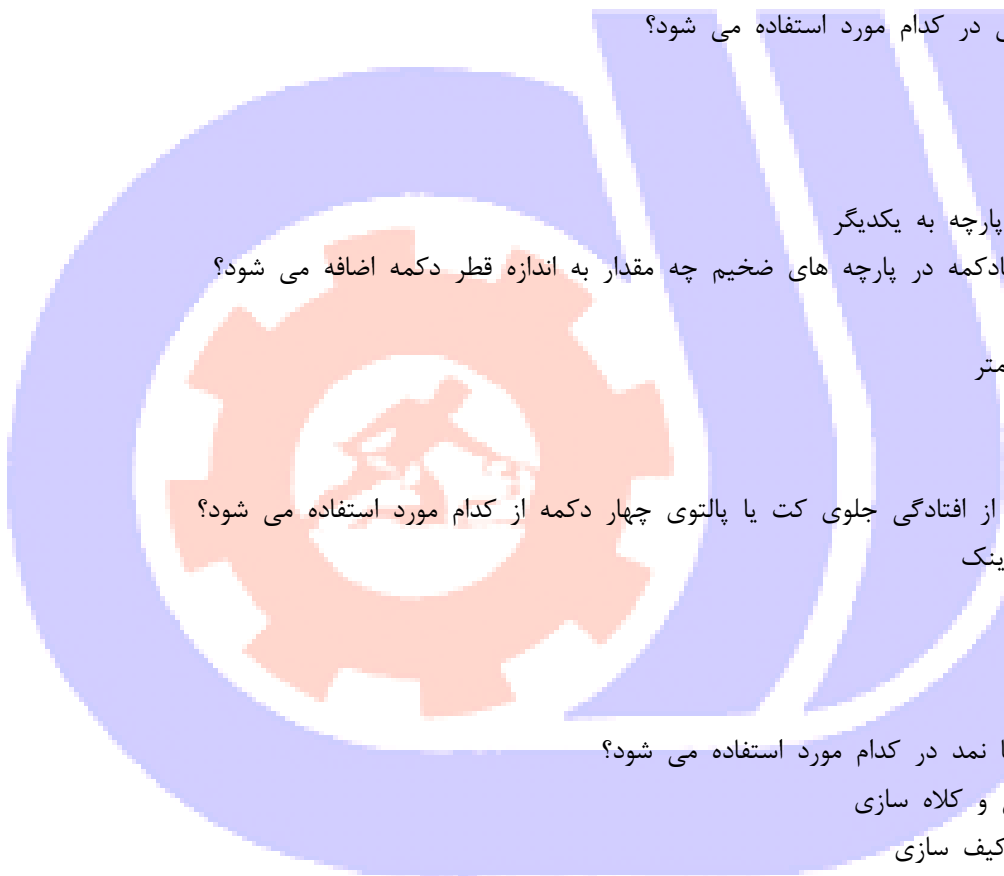 در کدام مورد استفاده می شود؟
پارچه به یکدیگر
در پارچه های ضخیم چه مقدار به اندازه قطر دکمه اضافه می شود؟
متر
از افتادگی جلوی کت یا پالتوی چهار دکمه از کدام مورد استفاده می شود؟
نمد در کدام مورد استفاده می شود؟
و کلاه سازی
کیف سازی